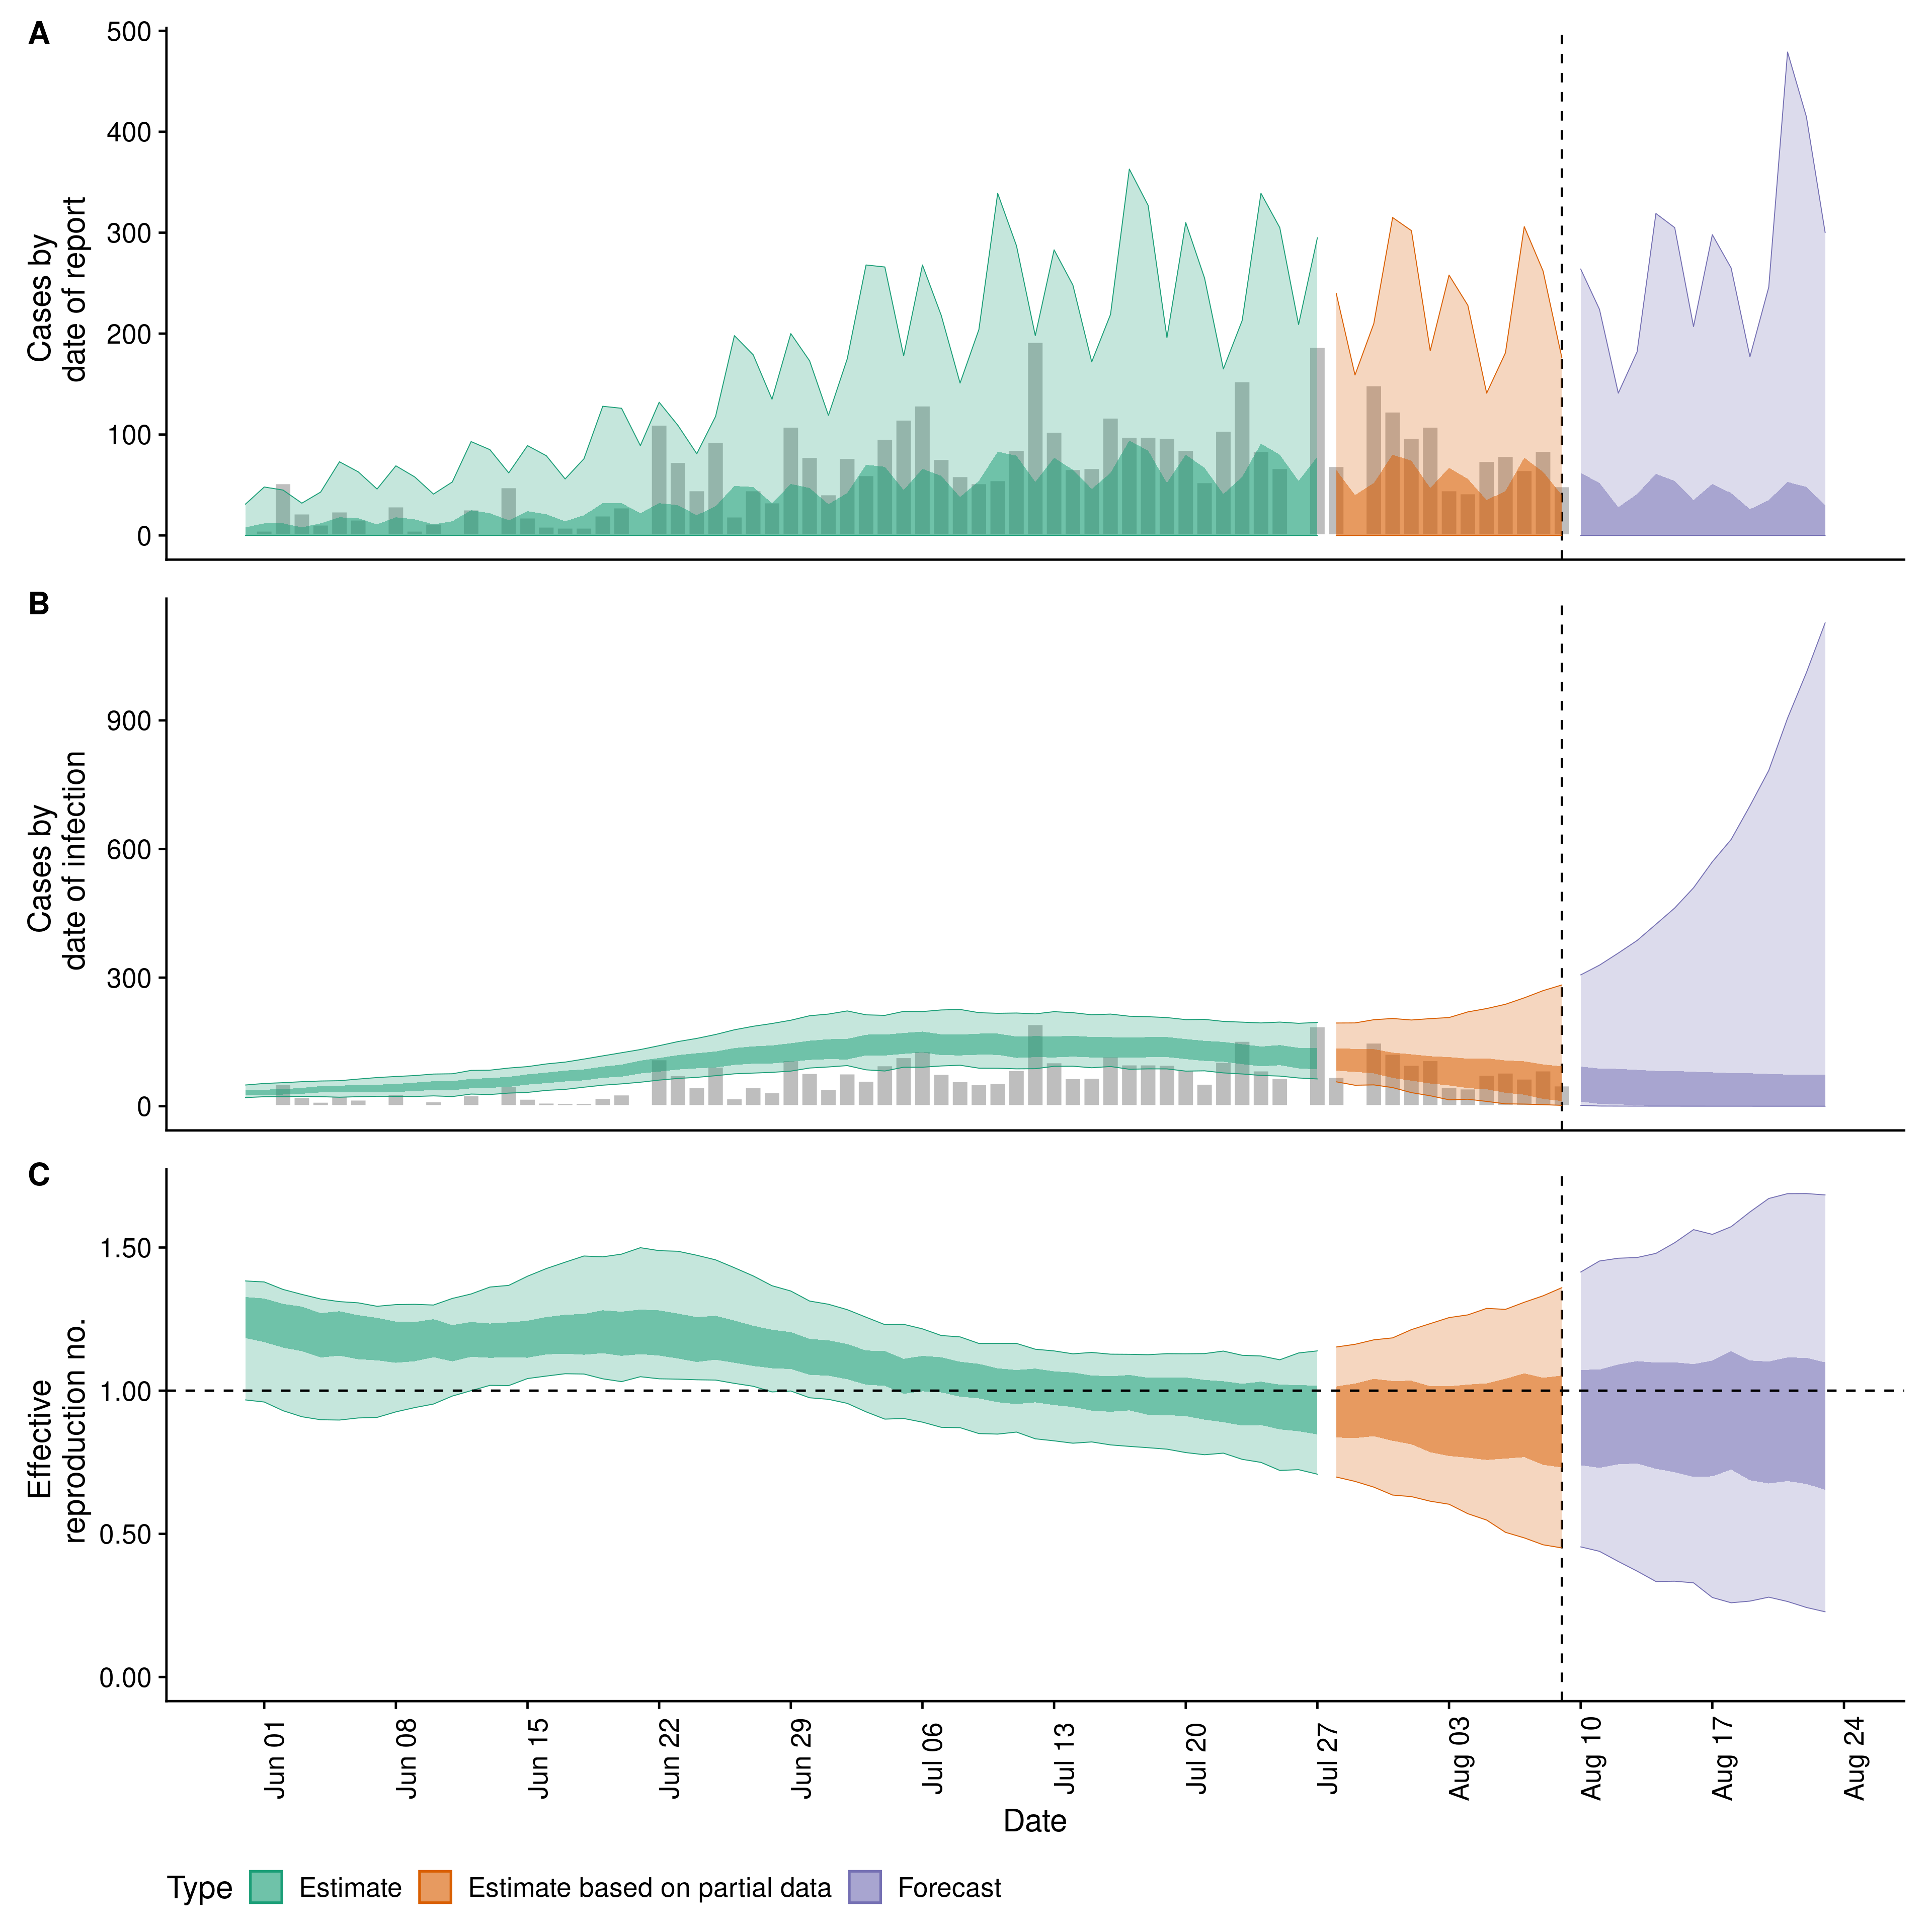 A
500
400
300
200
100
0
Cases by
date of report
B
900
600
300
0
Cases by
date of infection
C
1.50
1.00
0.50
0.00
Effective
reproduction no.
Jun 01
Jun 08
Jun 15
Jun 22
Jun 29
Jul 06
Jul 13
Jul 20
Jul 27
Aug 03
Aug 10
Aug 17
Aug 24
Date
Type Estimate Estimate based on partial data Forecast